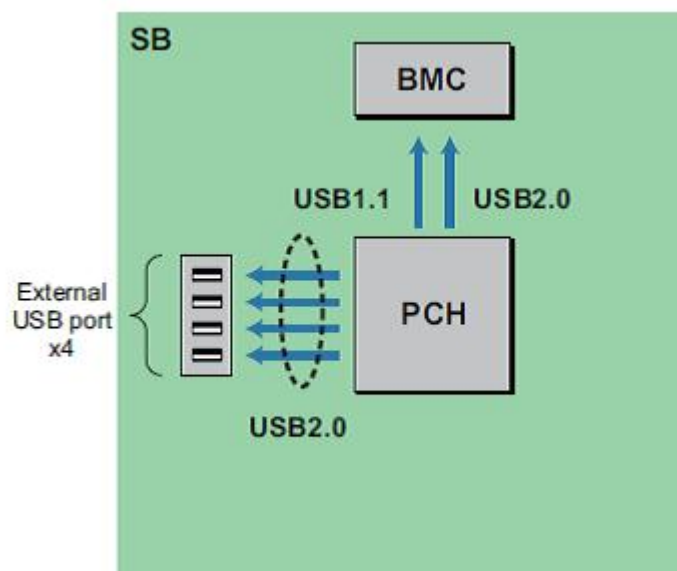 SB
BMC
USB1.1
USB2.0
External
USB port
x4
PCH
USB2.0